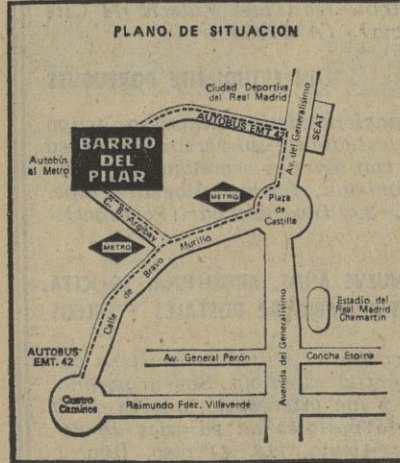 PLANO. DE SITUACION
Ciudad Deportiva
del Real Madrid
AUTOBUS EMT. 42
Av. del Generalísimo
SEAT
BARRIO
DEL
PILAR
Autobús
al Metro
METRO
Plaza
de
Castilla
C. B. Argibay
METRO
Calle de Bravo Murillo
Avenida del Generalísimo
Estadio del
Real Madrid
Chamartín
AUTOBUS
EMT. 42
Av. General Perón
Concha Espina
Cuatro
Caminos
Raimundo Fdez. Villaverde